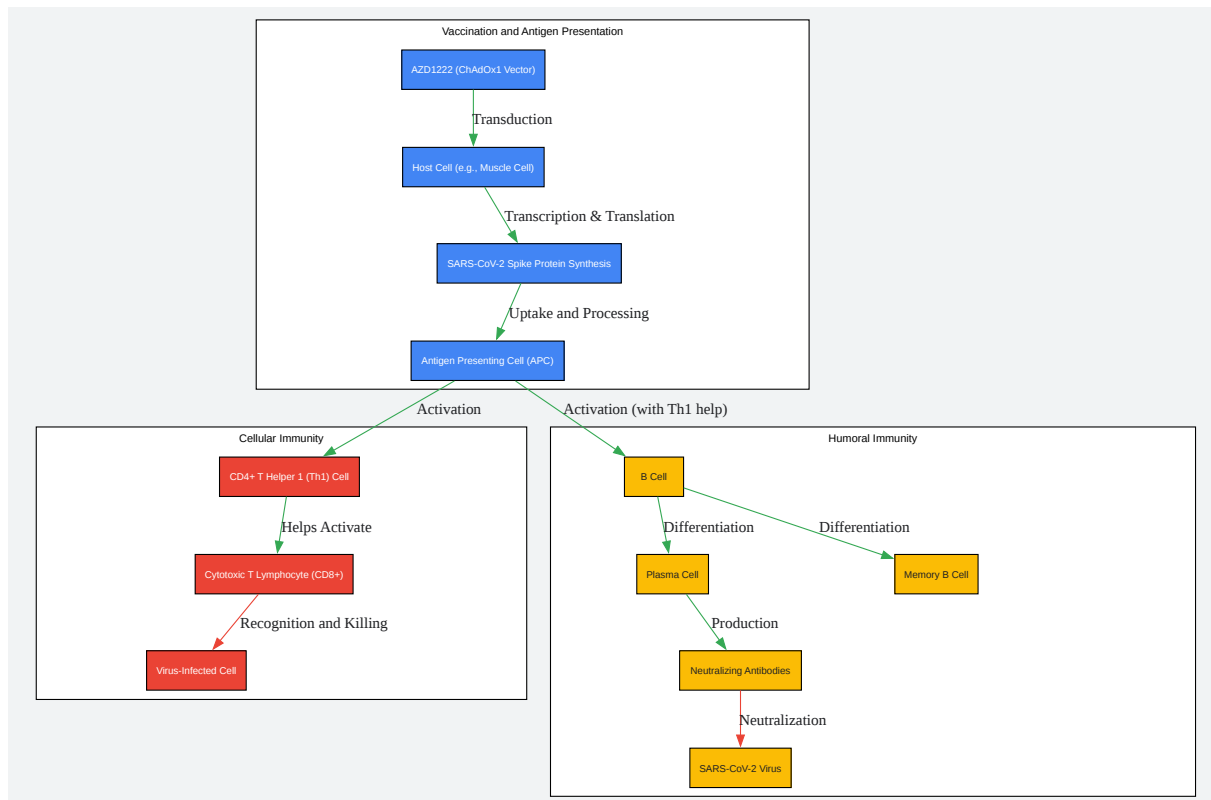 Vaccination and Antigen Presentation
AZD1222 (ChAdOx1 Vector)
Transduction
Host Cell (e.g., Muscle Cell)
Transcription & Translation
SARS-CoV-2 Spike Protein Synthesis
Uptake and Processing
Antigen Presenting Cell (APC)
Activation
Activation (with Th1 help)
Cellular Immunity
CD4+ T Helper 1 (Th1) Cell
Helps Activate
Cytotoxic T Lymphocyte (CD8+)
Recognition and Killing
Virus-Infected Cell
Humoral Immunity
B Cell
Differentiation
Differentiation
Plasma Cell
Memory B Cell
Production
Neutralizing Antibodies
Neutralization
SARS-CoV-2 Virus